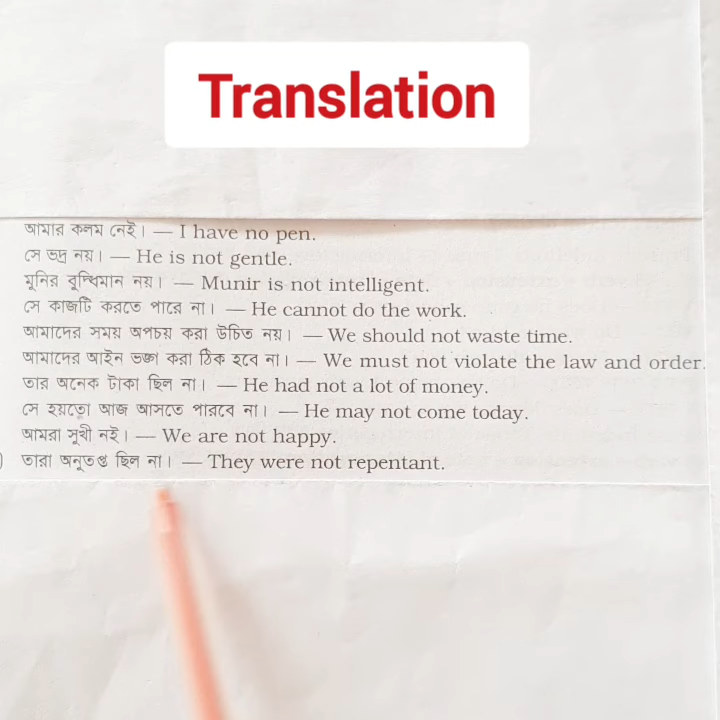 Translation
আমার কলম নেই। — I have no pen.
সে ভদ্র নয়। — He is not gentle.
মুনির বুদ্ধিমান নয়। — Munir is not intelligent.
সে কাজটি করতে পারে না। — He cannot do the work.
আমাদের সময় অপচয় করা উচিত নয়। — We should not waste time.
আমাদের আইন ভঙ্গ করা ঠিক হবে না। — We must not violate the law and order.
তার অনেক টাকা ছিল না। — He had not a lot of money.
সে হয়তো আজ আসতে পারবে না। — He may not come today.
আমরা সুখী নই। — We are not happy.
) তারা অনুতপ্ত ছিল না। — They were not repentant.